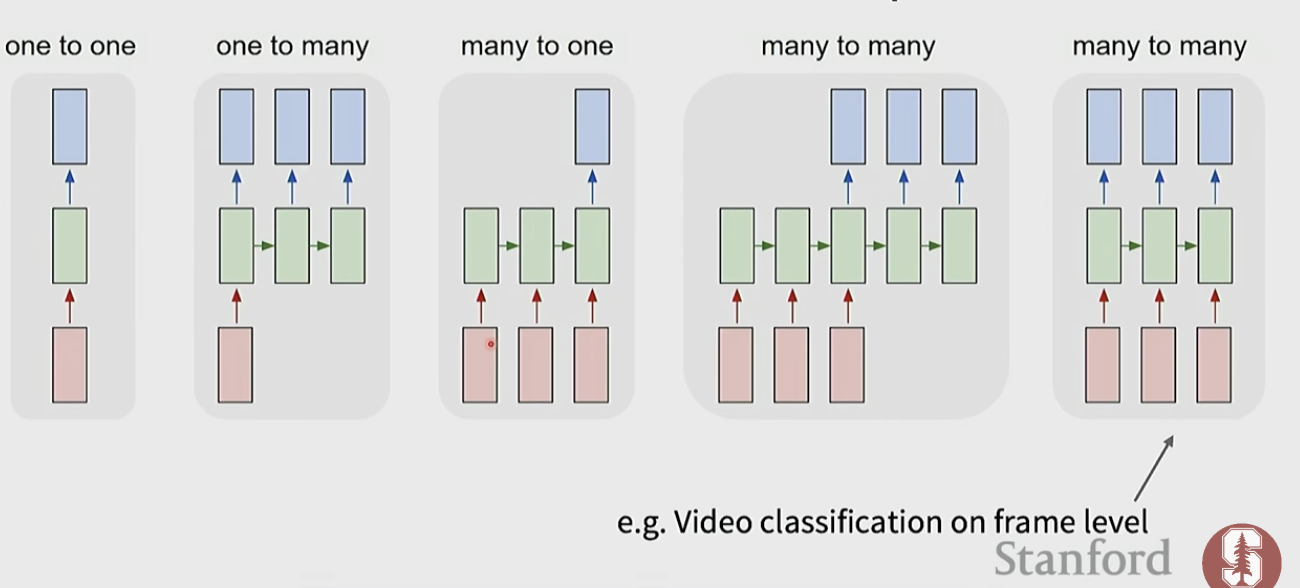 one to one
one to many
many to one
many to many
many to many
e.g. Video classification on frame level
Stanford
S